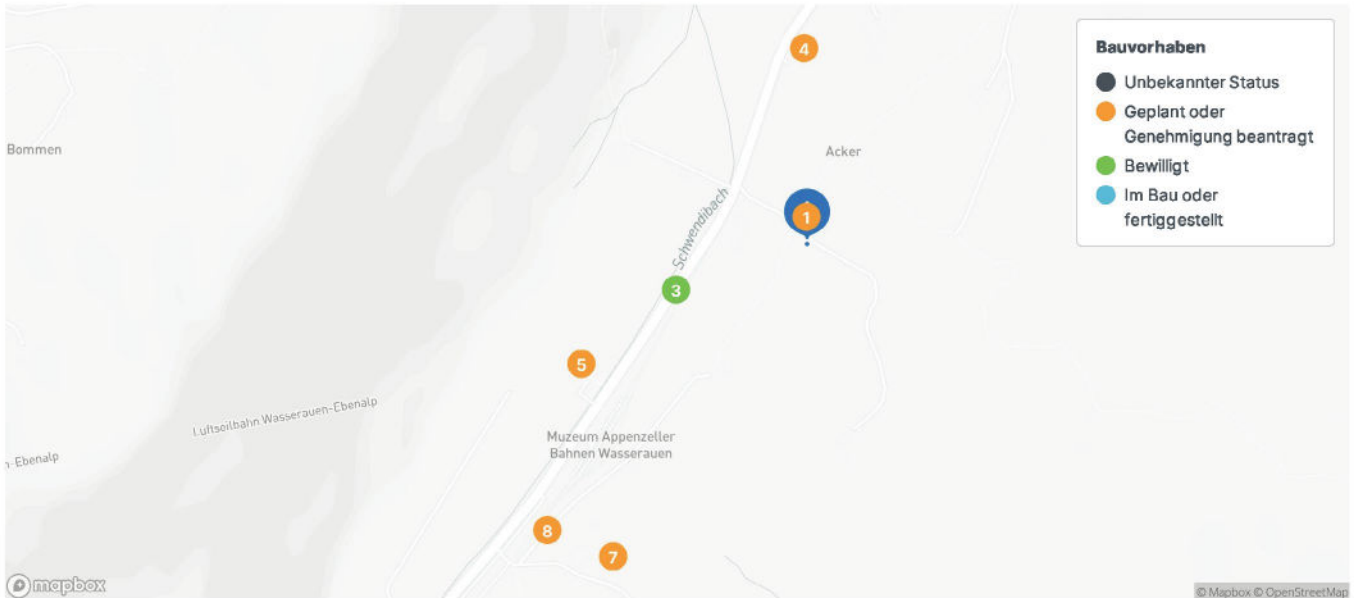 4
Bauvorhaben
Unbekannter Status
Geplant oder
Genehmigung beantragt
Bewilligt
Im Bau oder
fertiggestellt
Bommen
Acker
1
Schwendibach
3
5
Luftseilbahn Wasserauen-Ebenalp
Muzeum Appenzeller
Bahnen Wasserauen
n-Ebenalp
8
7
mapbox
© Mapbox © OpenStreetMap